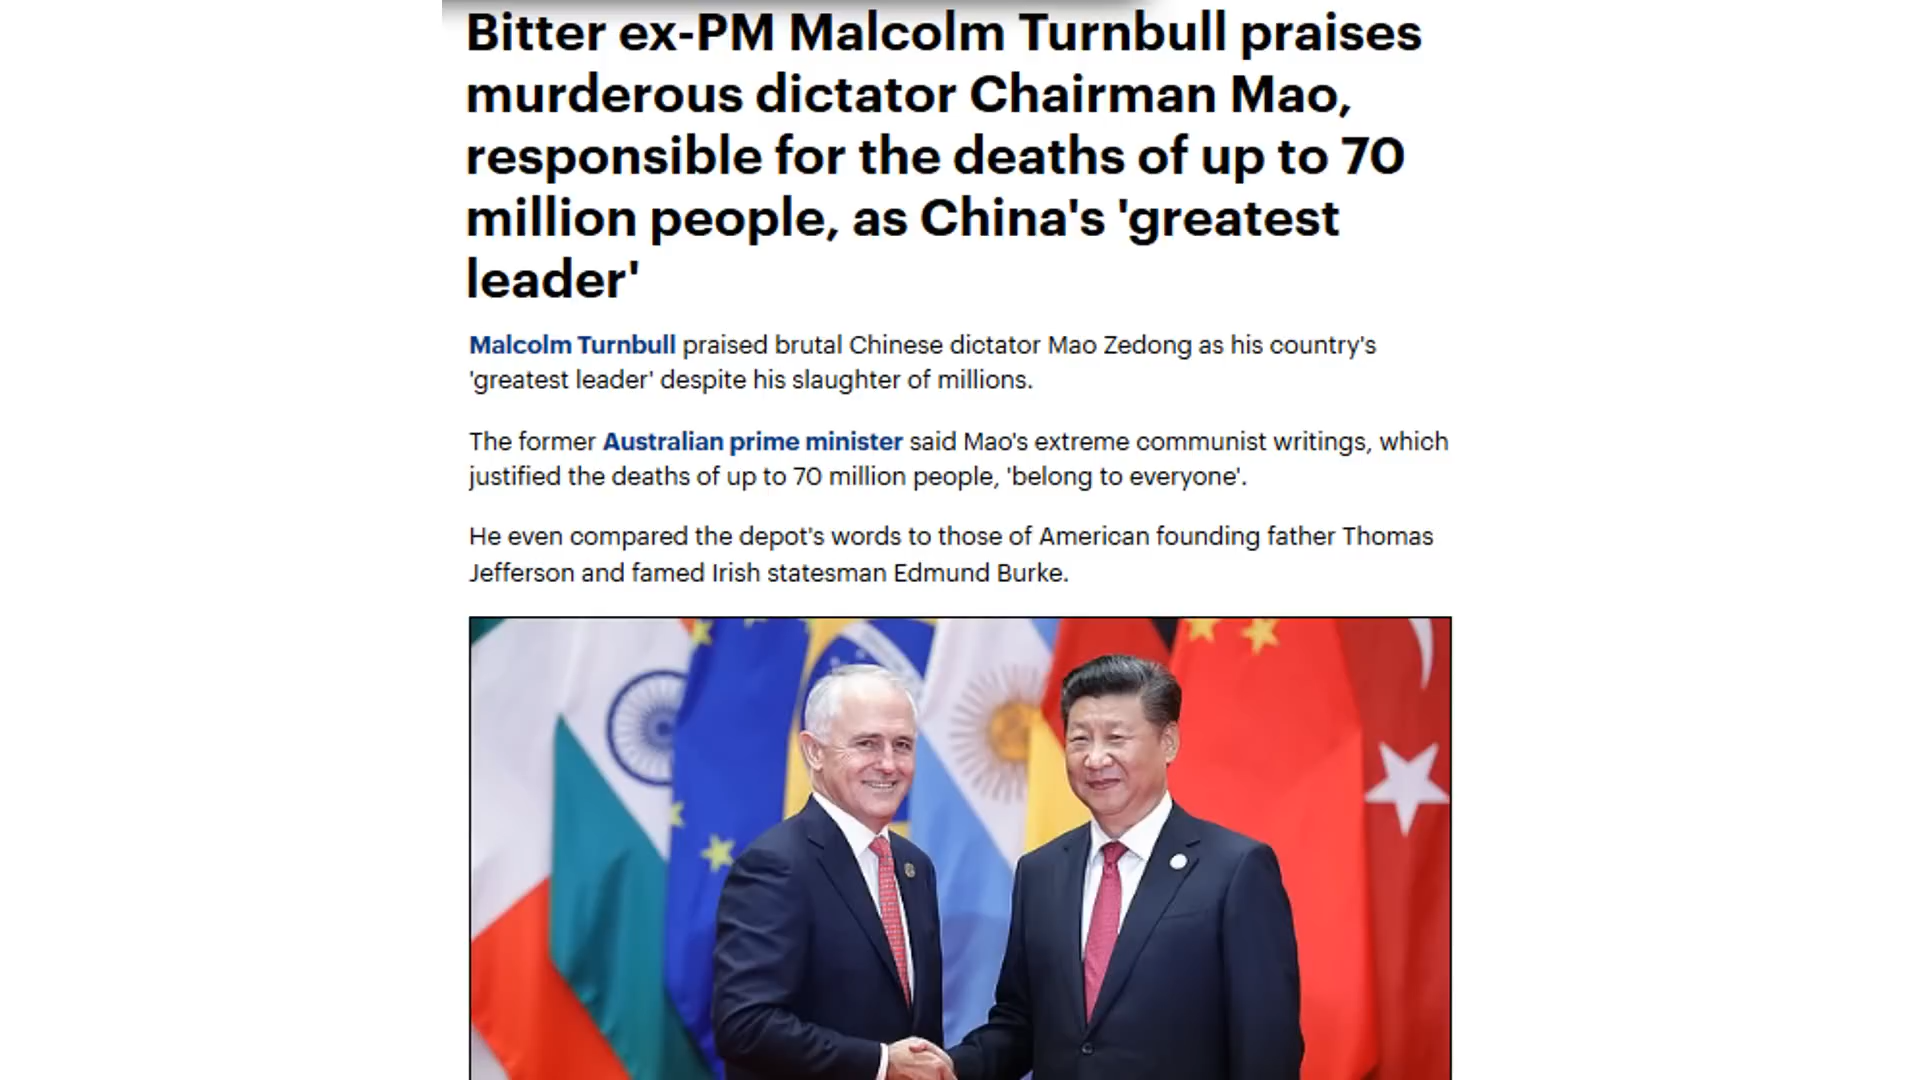 Bitter ex-PM Malcolm Turnbull praises
murderous dictator Chairman Mao,
responsible for the deaths of up to 70
million people, as China's 'greatest
leader'
Malcolm Turnbull praised brutal Chinese dictator Mao Zedong as his country's
'greatest leader' despite his slaughter of millions.
The former Australian prime minister said Mao's extreme communist writings, which
justified the deaths of up to 70 million people, 'belong to everyone'.
He even compared the depot's words to those of American founding father Thomas
Jefferson and famed Irish statesman Edmund Burke.